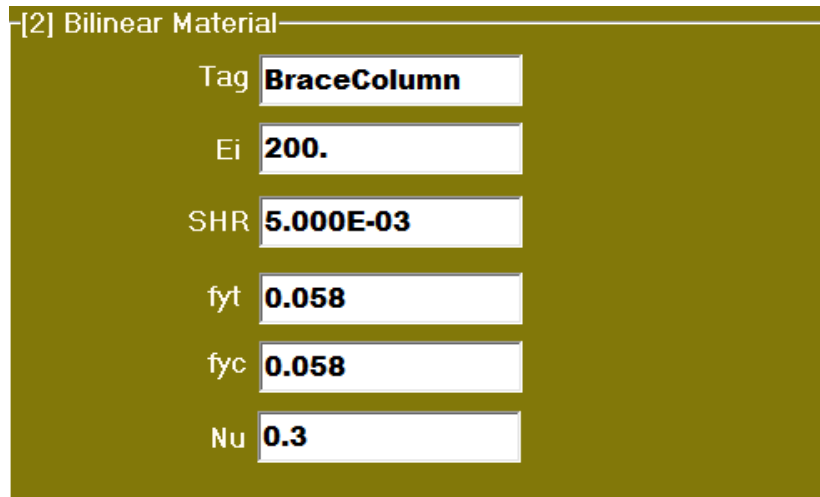 [2] Bilinear Material
Tag BraceColumn
Ei 200.
SHR 5.000E-03
fyt 0.058
fyc 0.058
Nu 0.3